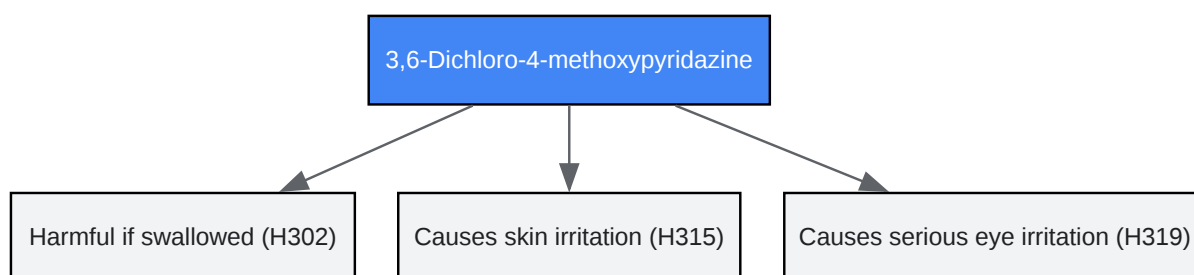 3,6-Dichloro-4-methoxypyridazine
Harmful if swallowed (H302)
Causes skin irritation (H315)
Causes serious eye irritation (H319)